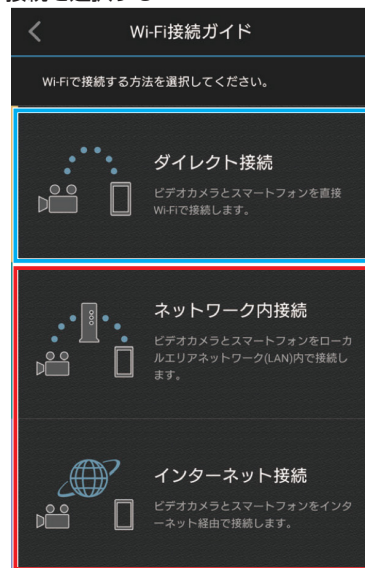 Wi-Fi接続ガイド
Wi-Fiで接続する方法を選択してください。
ダイレクト接続
ビデオカメラとスマートフォンを直接
Wi-Fiで接続します。
ネットワーク内接続
ビデオカメラとスマートフォンをローカ
ルエリアネットワーク(LAN)内で接続し
ます。
インターネット接続
ビデオカメラとスマートフォンをインタ
ーネット経由で接続します。